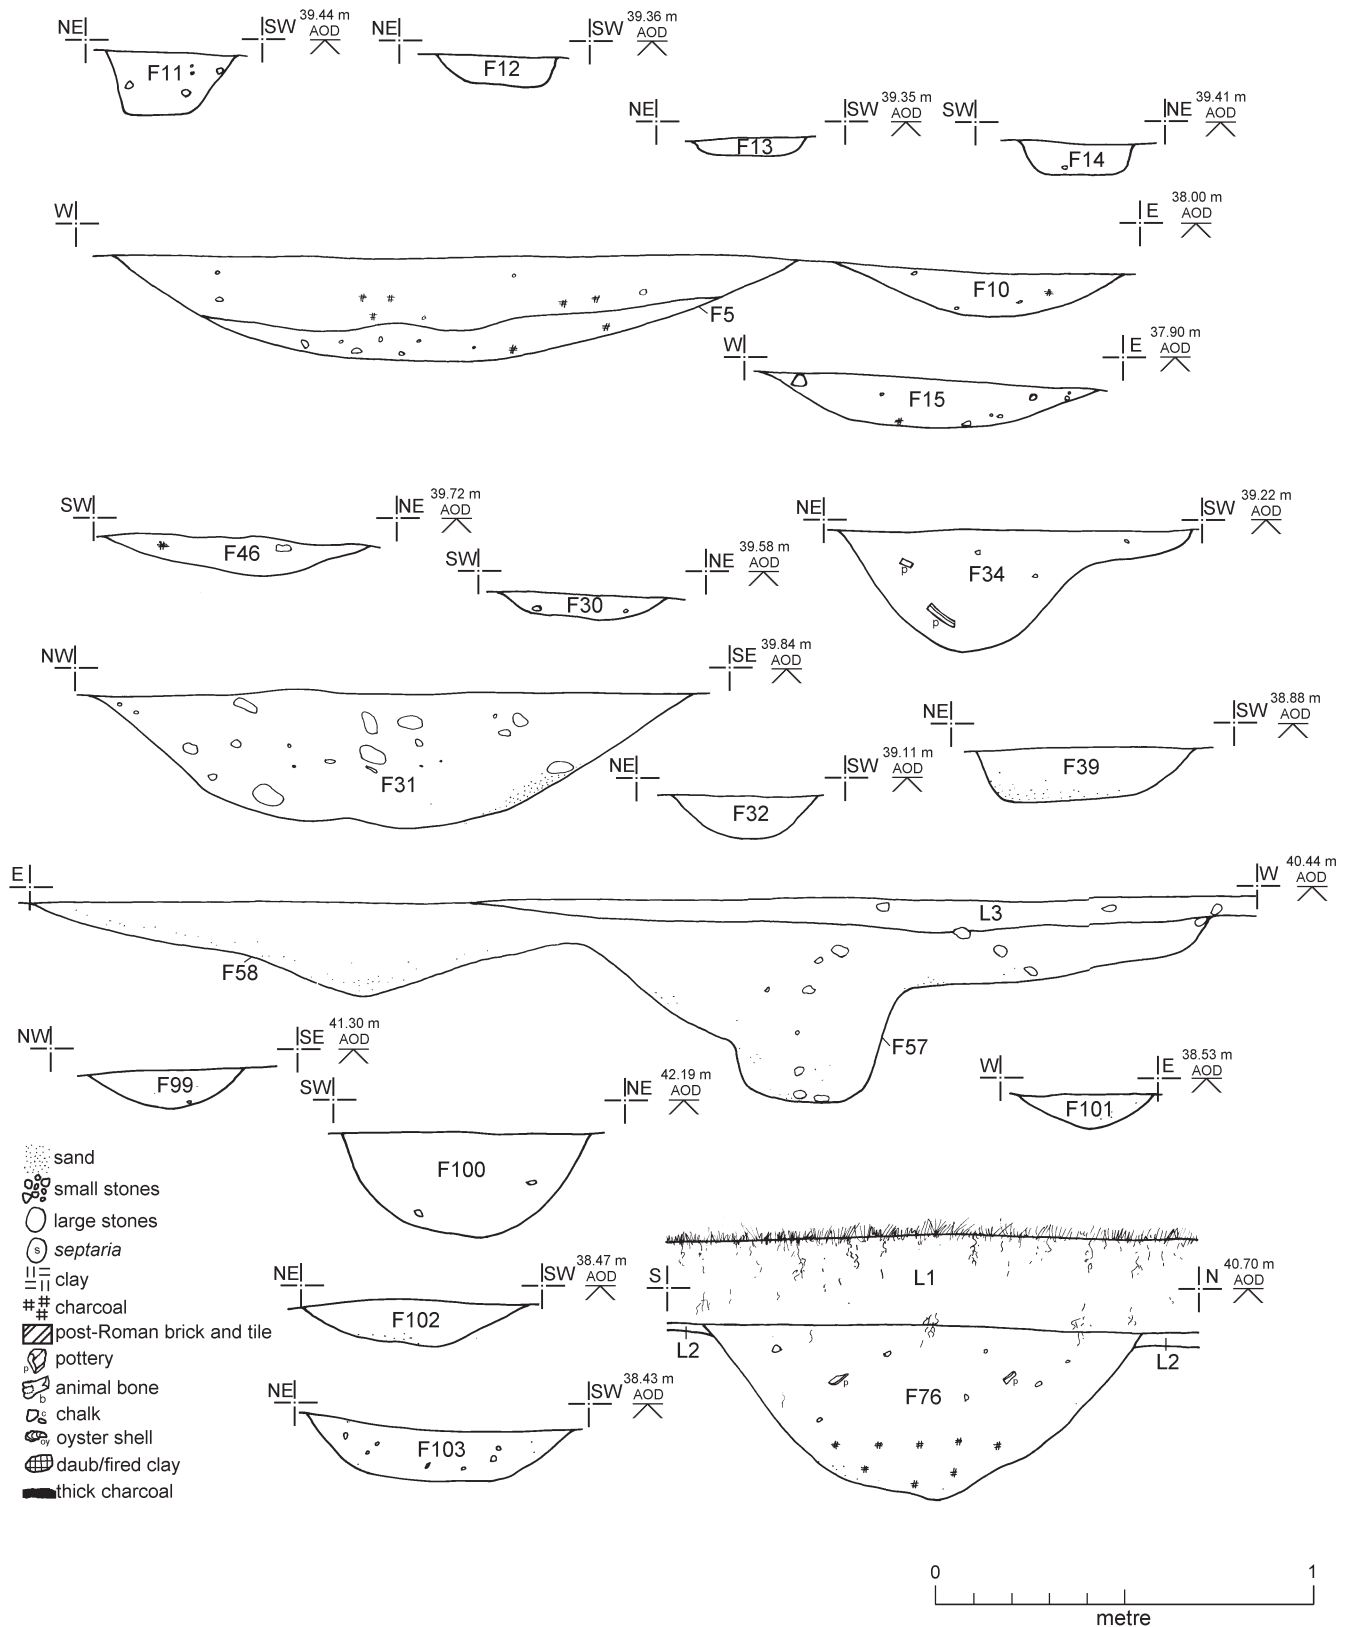 NE SW 39.44 m
AOD
F11
NE SW 39.36 m
AOD
F12
NE SW 39.35 m
AOD
F13
SW NE 39.41 m
AOD
F14
W E 38.00 m
AOD
F5
F10
W E 37.90 m
AOD
F15
SW NE 39.72 m
AOD
F46
SW NE 39.58 m
AOD
F30
NE SW 39.22 m
AOD
p
F34
p
NW SE 39.84 m
AOD
F31
NE SW 39.11 m
AOD
F32
NE SW 38.88 m
AOD
F39
E W 40.44 m
AOD
L3
F58
F57
NW SE 41.30 m
AOD
F99
SW NE 42.19 m
AOD
F100
W E 38.53 m
AOD
F101
sand
small stones
large stones
s septaria
clay
charcoal
post-Roman brick and tile
p pottery
b animal bone
c chalk
oy oyster shell
daub/fired clay
thick charcoal
NE SW 38.47 m
AOD
F102
NE SW 38.43 m
AOD
F103
S N 40.70 m
AOD
L1
L2 L2
p p
F76
0 1
metre